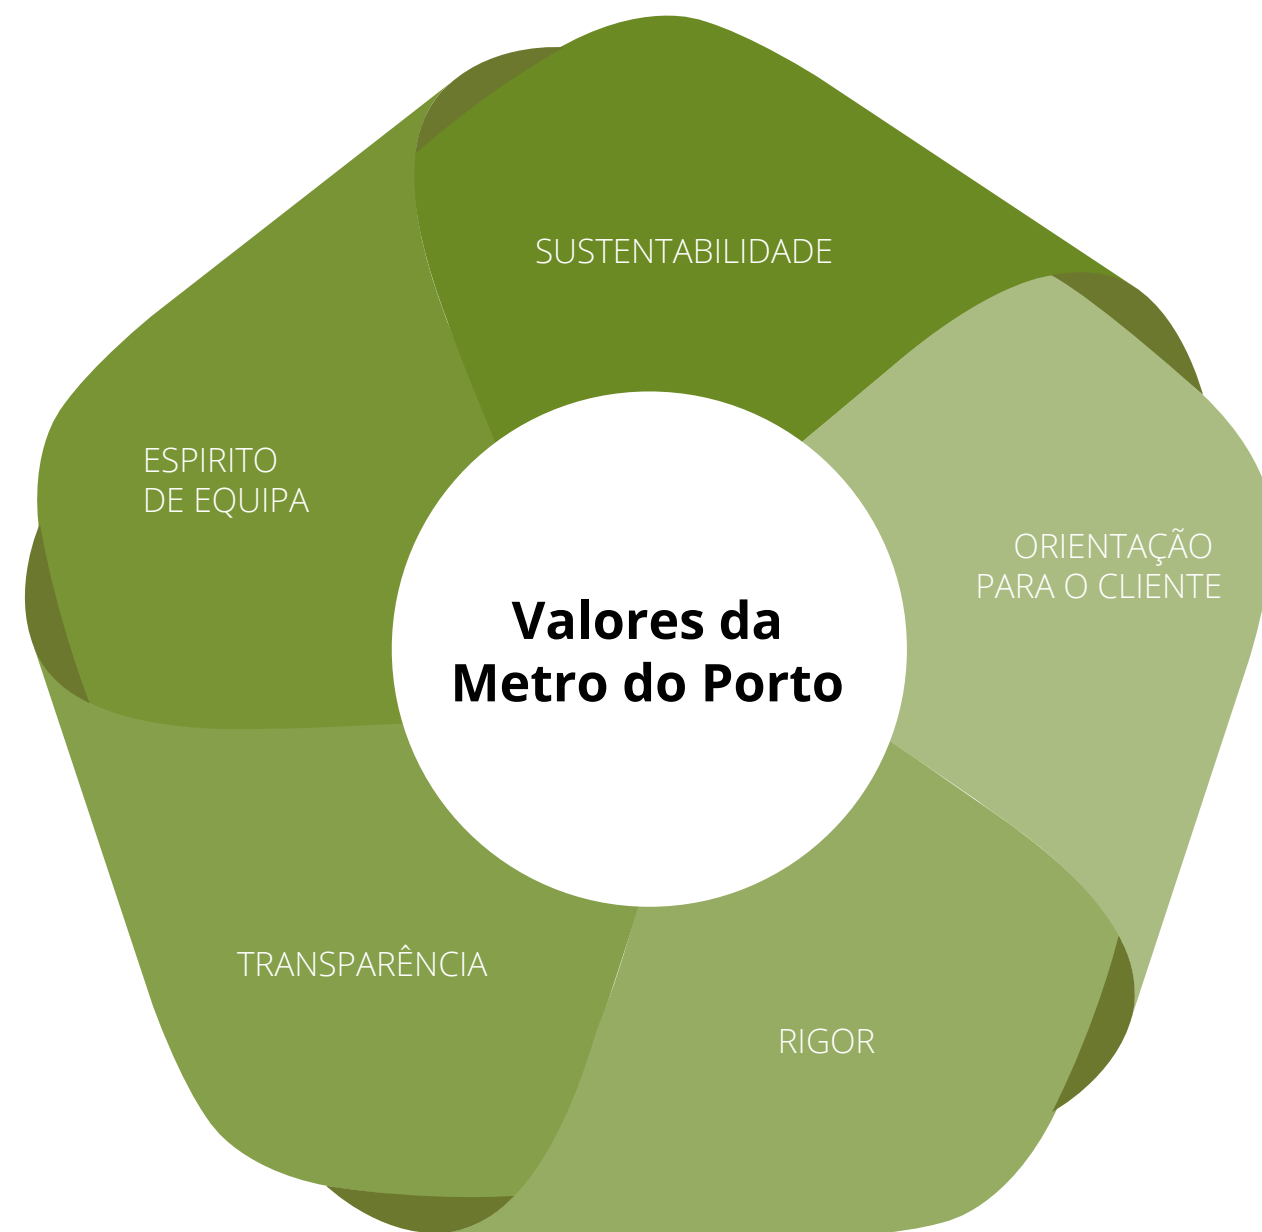 SUSTENTABILIDADE
ESPIRITO
DE EQUIPA
ORIENTAÇÃO
PARA O CLIENTE
Valores da
Metro do Porto
TRANSPARÊNCIA
RIGOR